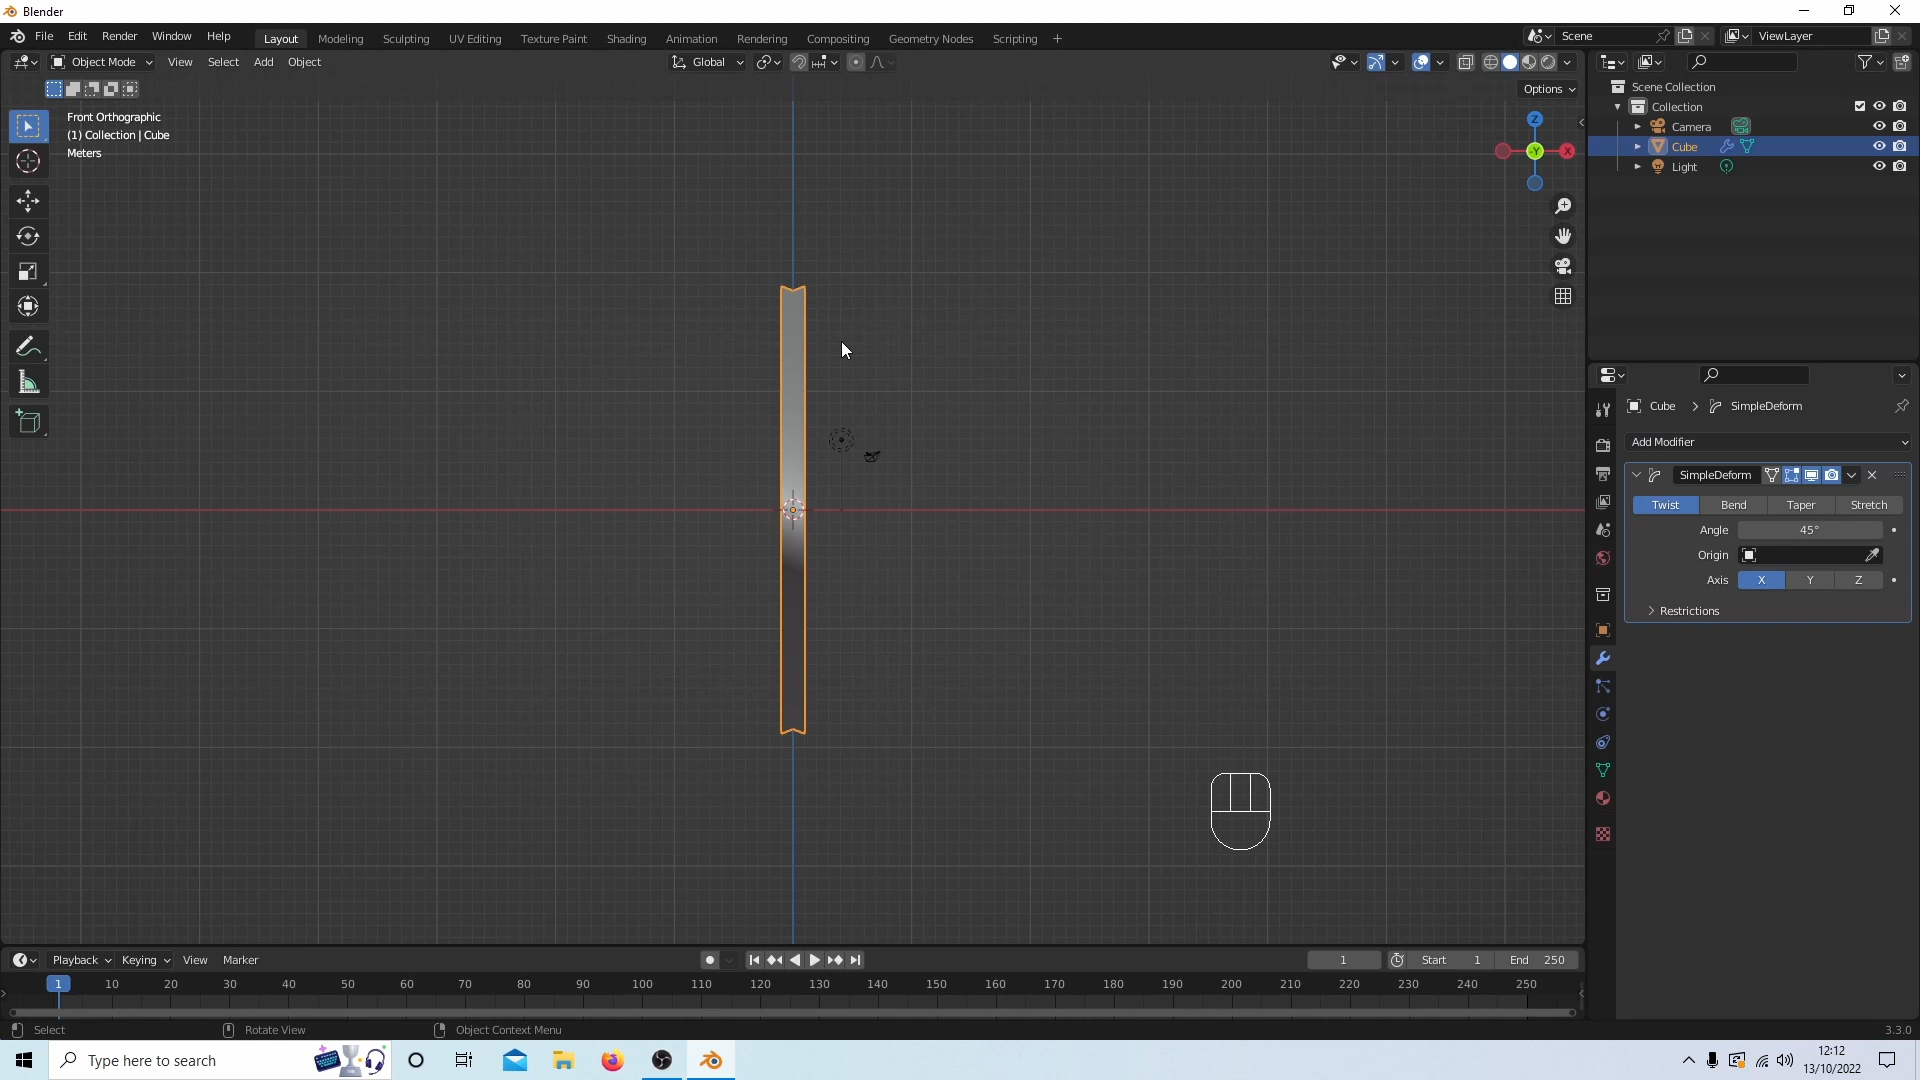 Blender
File Edit Render Window Help
Layout Modeling Sculpting UV Editing Texture Paint Shading Animation Rendering Compositing Geometry Nodes Scripting +
Scene
ViewLayer
Object Mode View Select Add Object
Global
Options
Front Orthographic
(1) Collection | Cube
Meters
Z
-Y
X
Scene Collection
Collection
Camera
Cube
Light
Cube > SimpleDeform
Add Modifier
SimpleDeform
Twist Bend Taper Stretch
Angle 45°
Origin
Axis X Y Z
Restrictions
Playback Keying View Marker
1
Start 1 End 250
1 10 20 30 40 50 60 70 80 90 100 110 120 130 140 150 160 170 180 190 200 210 220 230 240 250
Select Rotate View Object Context Menu
3.3.0
Type here to search
12:12
13/10/2022